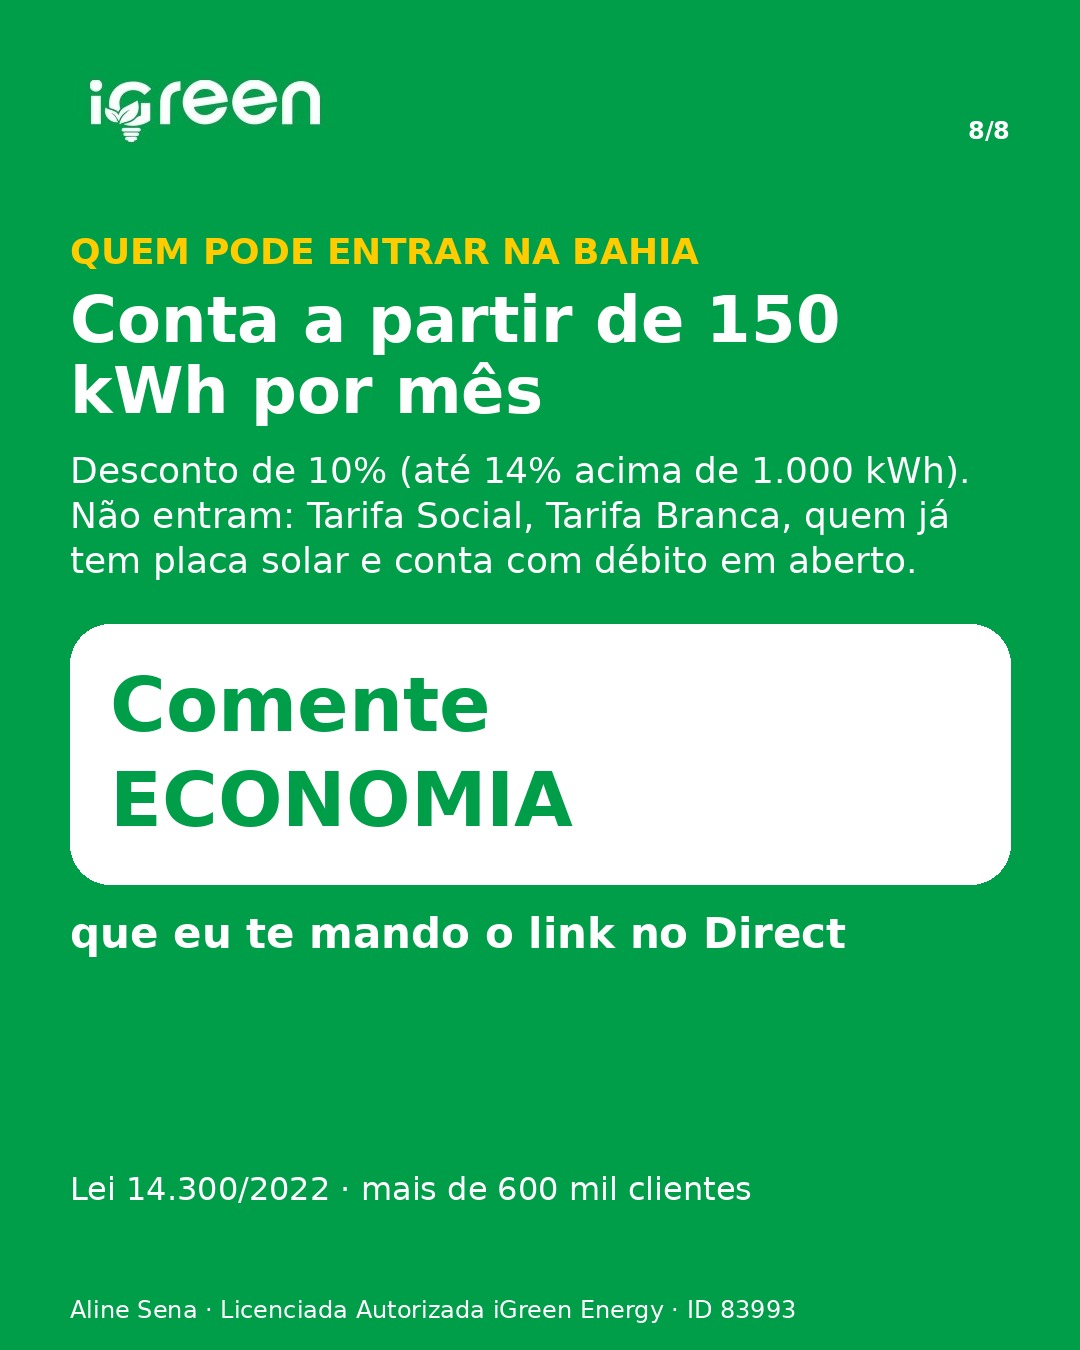 iGreen
8/8
QUEM PODE ENTRAR NA BAHIA
Conta a partir de 150
kWh por mês
Desconto de 10% (até 14% acima de 1.000 kWh).
Não entram: Tarifa Social, Tarifa Branca, quem já
tem placa solar e conta com débito em aberto.
Comente
ECONOMIA
que eu te mando o link no Direct
Lei 14.300/2022 · mais de 600 mil clientes
Aline Sena · Licenciada Autorizada iGreen Energy · ID 83993